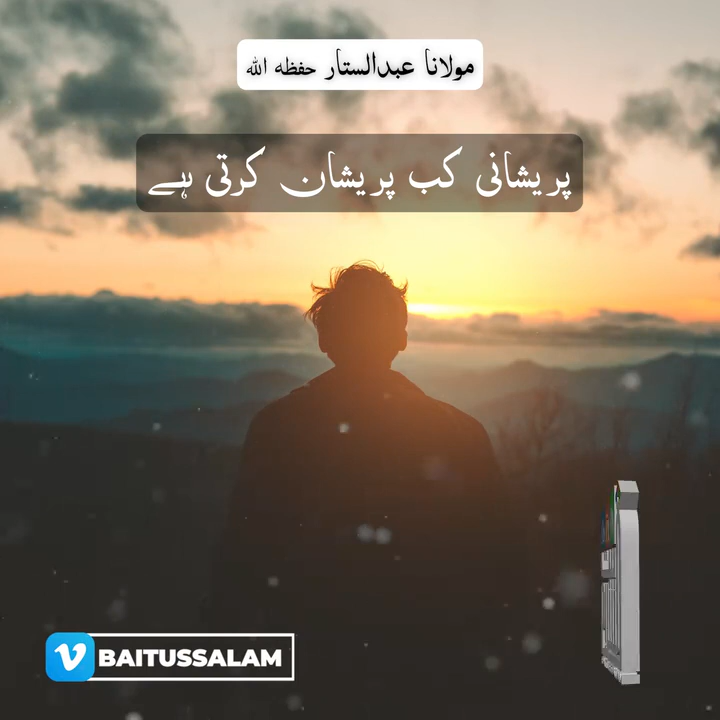 مولانا عبدالستار حفظہ اللہ
پریشانی کب پریشان کرتی ہے
BAITUSSALAM